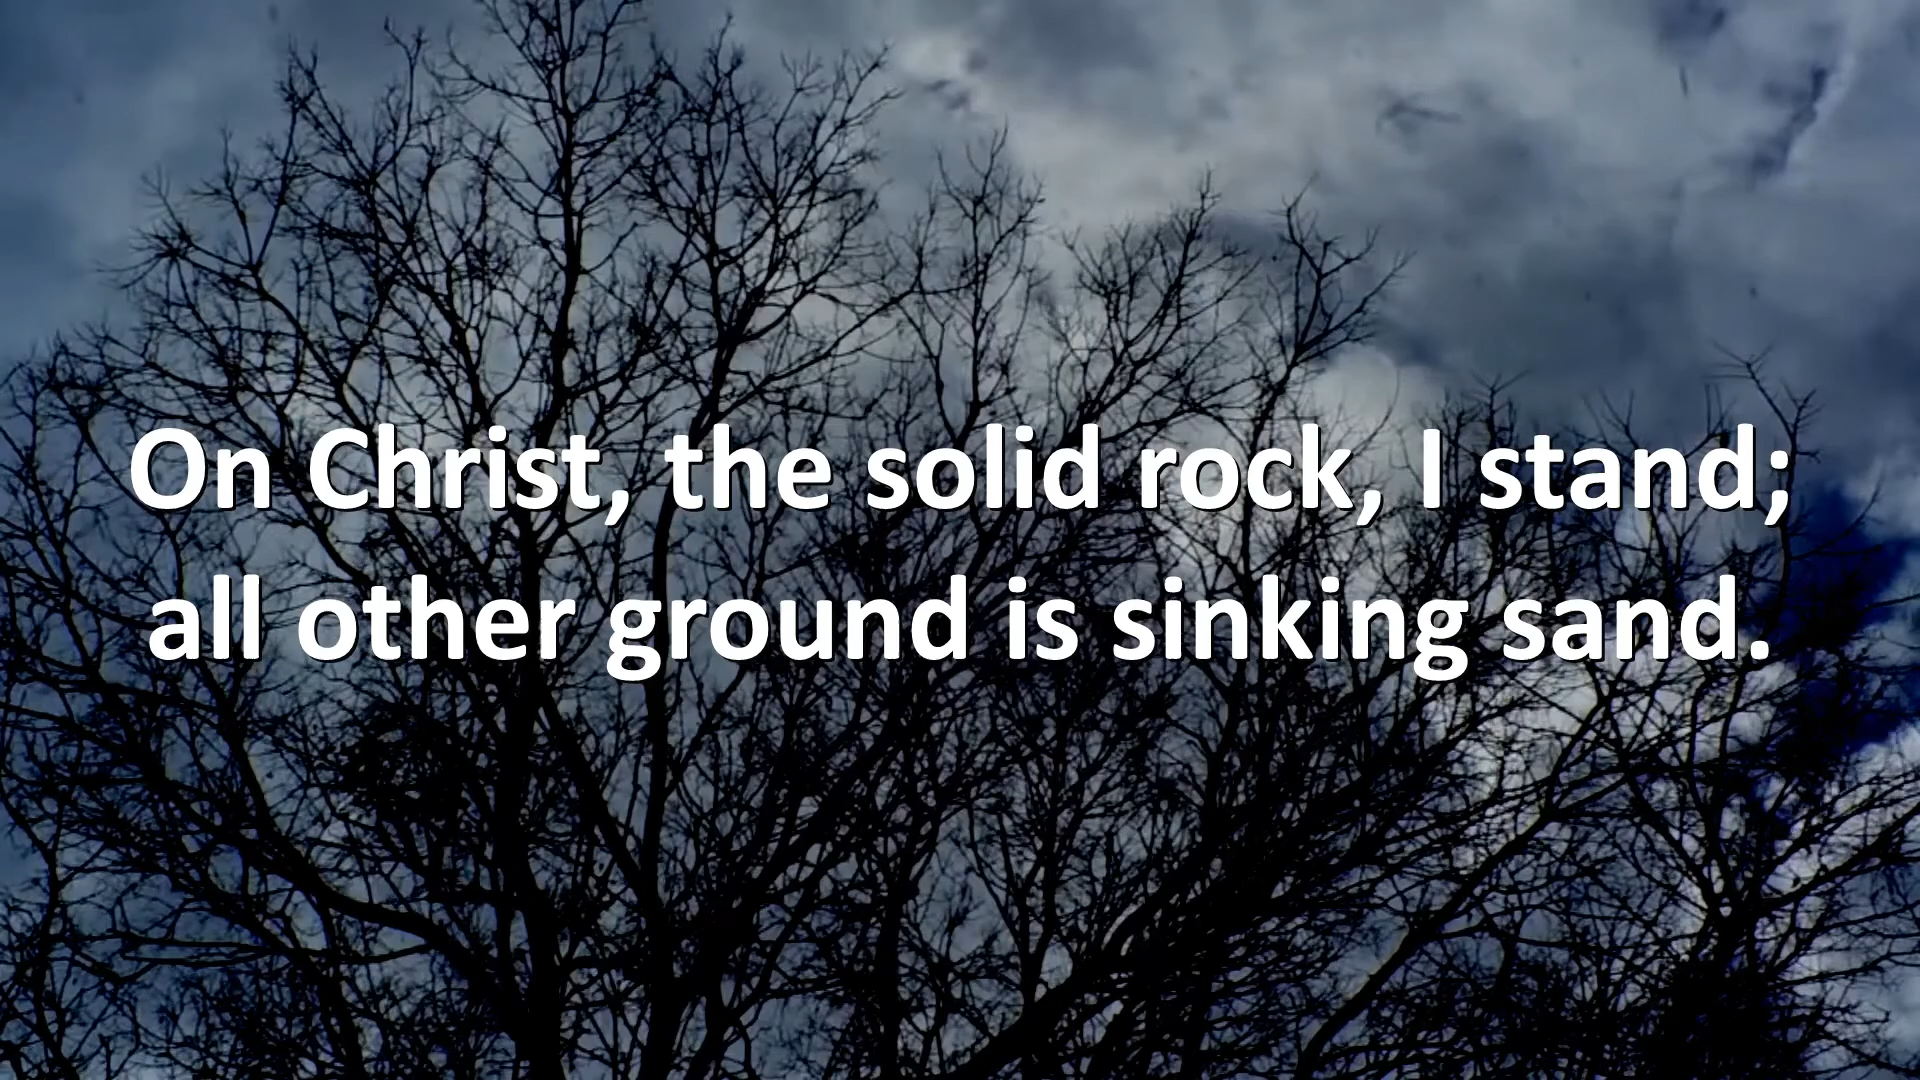 On Christ, the solid rock, I stand;
all other ground is sinking sand.